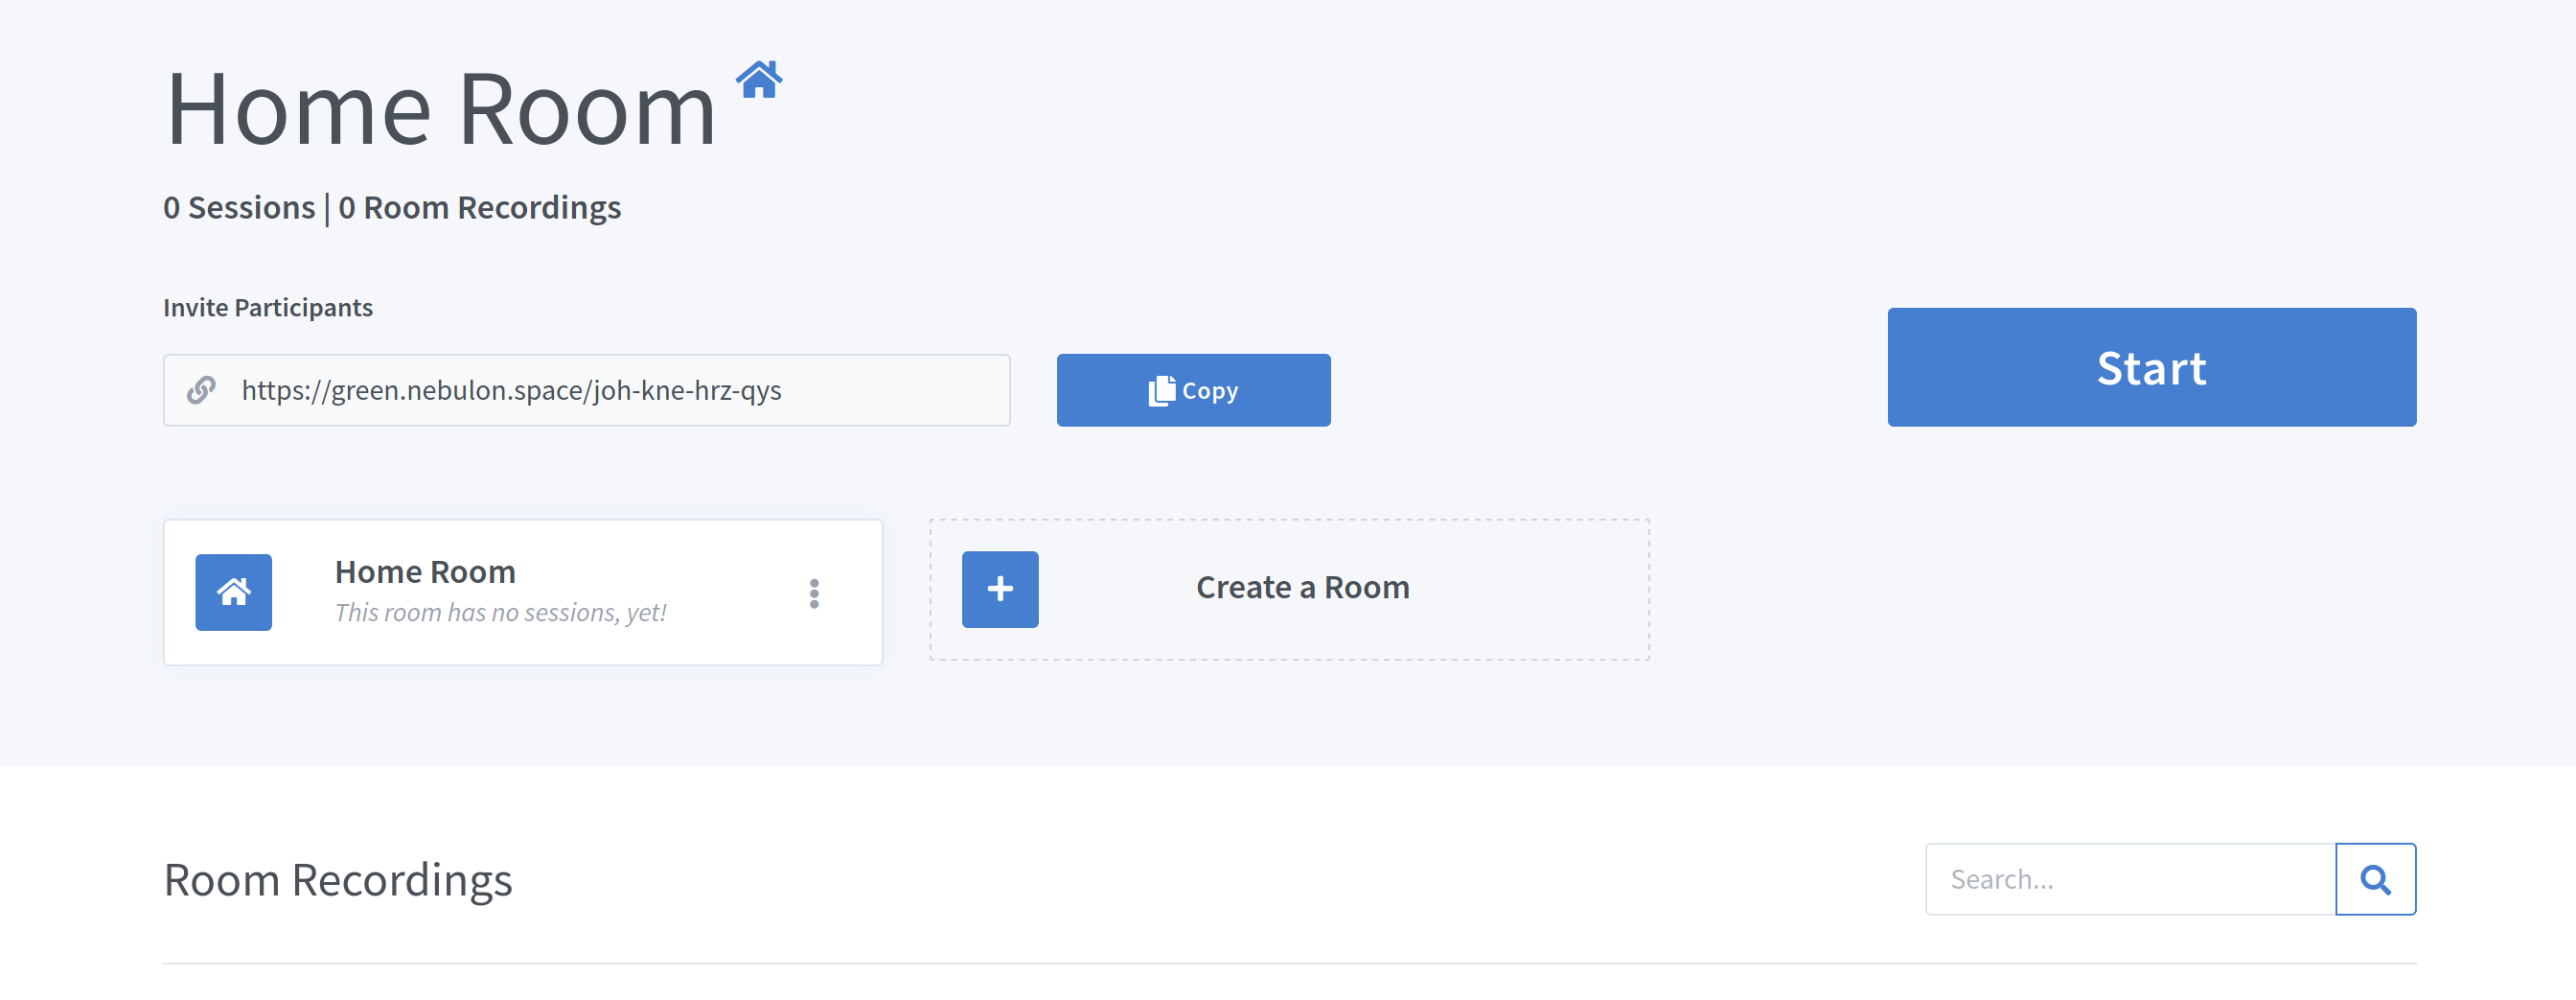 Home Room
0 Sessions | 0 Room Recordings
Invite Participants
https://green.nebulon.space/joh-kne-hrz-qys
Copy
Start
Home Room
This room has no sessions, yet!
Create a Room
Room Recordings
Search...